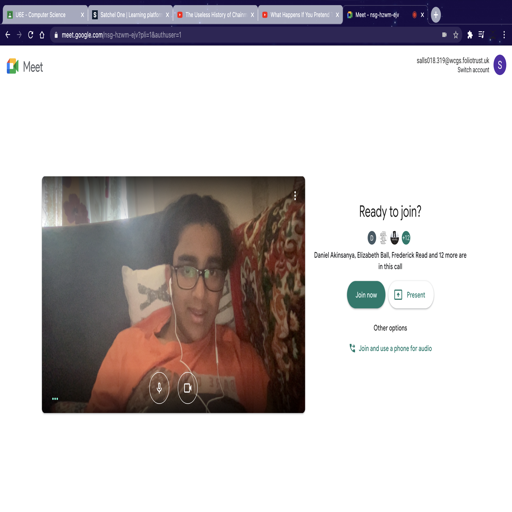 U6E - Computer Science
Satchel One | Learning platform
The Useless History of Chainm
What Happens If You Pretend
Meet - nsg-hzwm-ejv
meet.google.com/nsg-hzwm-ejv?pli=1&authuser=1
Meet
salis018.319@wcgs.foliotrust.uk
Switch account
S
Ready to join?
D
Daniel Akinsanya, Elizabeth Ball, Frederick Read and 12 more are
in this call
Join now
Present
Other options
Join and use a phone for audio